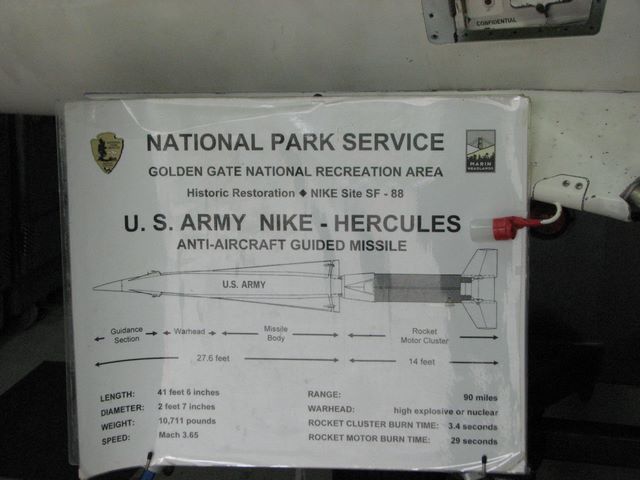 CONFIDENTIAL
NATIONAL PARK SERVICE
GOLDEN GATE NATIONAL RECREATION AREA
Historic Restoration ◆ NIKE Site SF - 88
MARIN
HEADLANDS
U. S. ARMY NIKE - HERCULES
ANTI-AIRCRAFT GUIDED MISSILE
U.S. ARMY
Guidance
Section
Warhead
Missile
Body
Rocket
Motor Cluster
27.6 feet
14 feet
LENGTH: 41 feet 6 inches
DIAMETER: 2 feet 7 inches
WEIGHT: 10,711 pounds
SPEED: Mach 3.65
RANGE: 90 miles
WARHEAD: high explosive or nuclear
ROCKET CLUSTER BURN TIME: 3.4 seconds
ROCKET MOTOR BURN TIME: 29 seconds